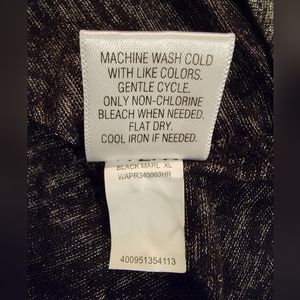 MACHINE WASH COLD
WITH LIKE COLORS.
GENTLE CYCLE.
ONLY NON-CHLORINE
BLEACH WHEN NEEDED.
FLAT DRY.
COOL IRON IF NEEDED.
BLACK MARL XL
WAPR340003HR
400951354113